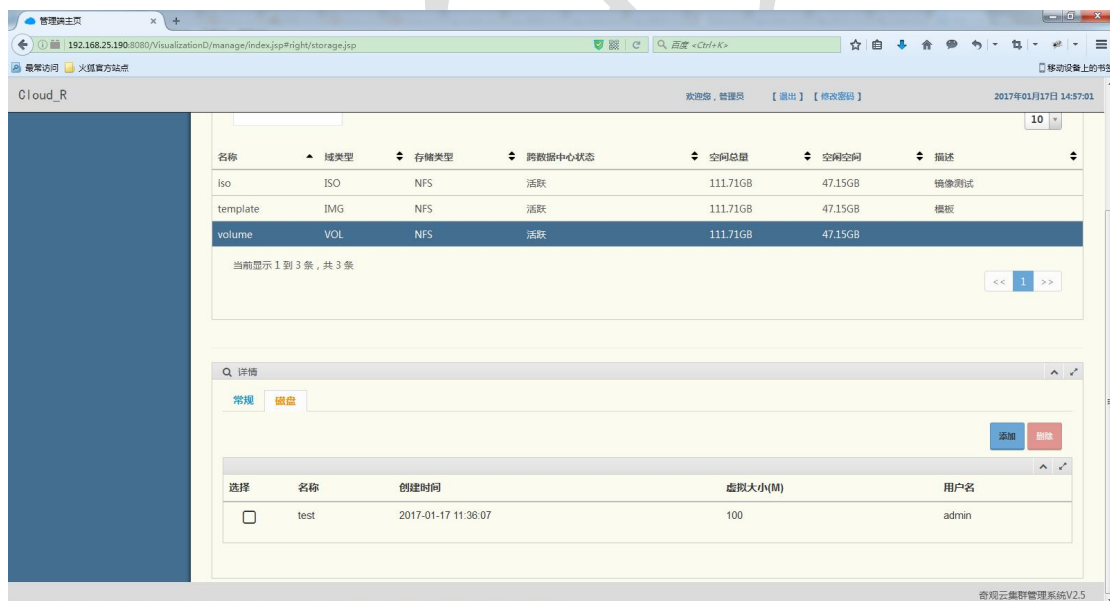 管理端主页
192.168.25.190:8080/VisualizationD/manage/index.jsp#right/storage.jsp
百度 <Ctrl+K>
最常访问 火狐官方站点 移动设备上的书签
Cloud_R 欢迎您，管理员 【 退出 】 【 修改密码 】 2017年01月17日 14:57:01
10
名称 域类型 存储类型 跨数据中心状态 空间总量 空闲空间 描述
iso ISO NFS 活跃 111.71GB 47.15GB 镜像测试
template IMG NFS 活跃 111.71GB 47.15GB 模板
volume VOL NFS 活跃 111.71GB 47.15GB
当前显示 1 到 3 条，共 3 条
<< 1 >>
详情
常规 磁盘
添加 删除
选择 名称 创建时间 虚拟大小(M) 用户名
test 2017-01-17 11:36:07 100 admin
奇观云集群管理系统V2.5